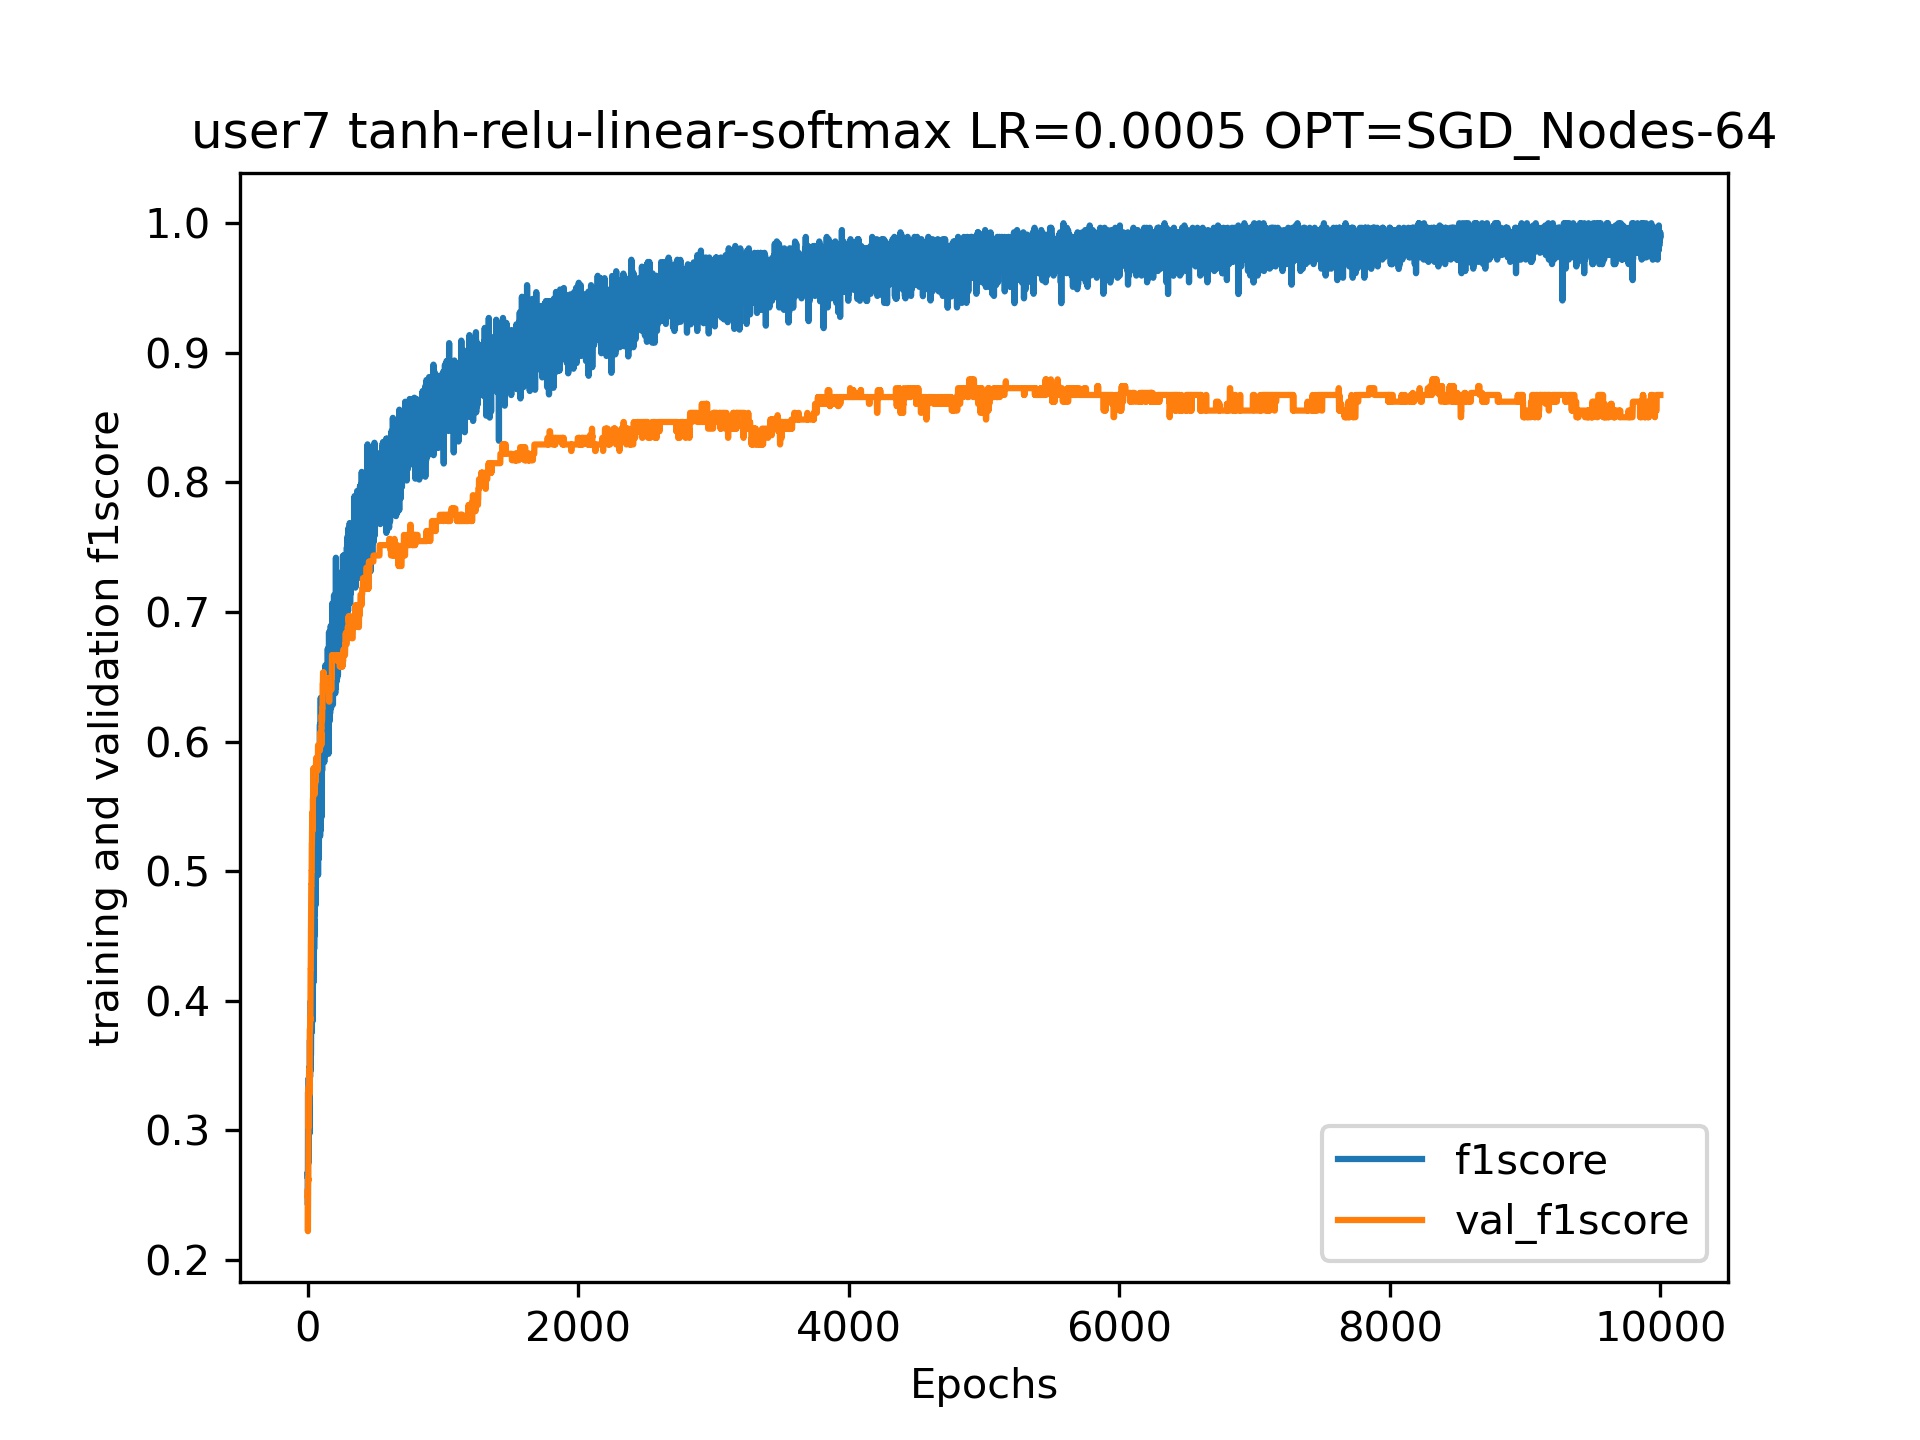 user7 tanh-relu-linear-softmax LR=0.0005 OPT=SGD_Nodes-64
training and validation f1score
1.0
0.9
0.8
0.7
0.6
0.5
0.4
0.3
0.2
0 2000 4000 6000 8000 10000
Epochs
f1score
val_f1score